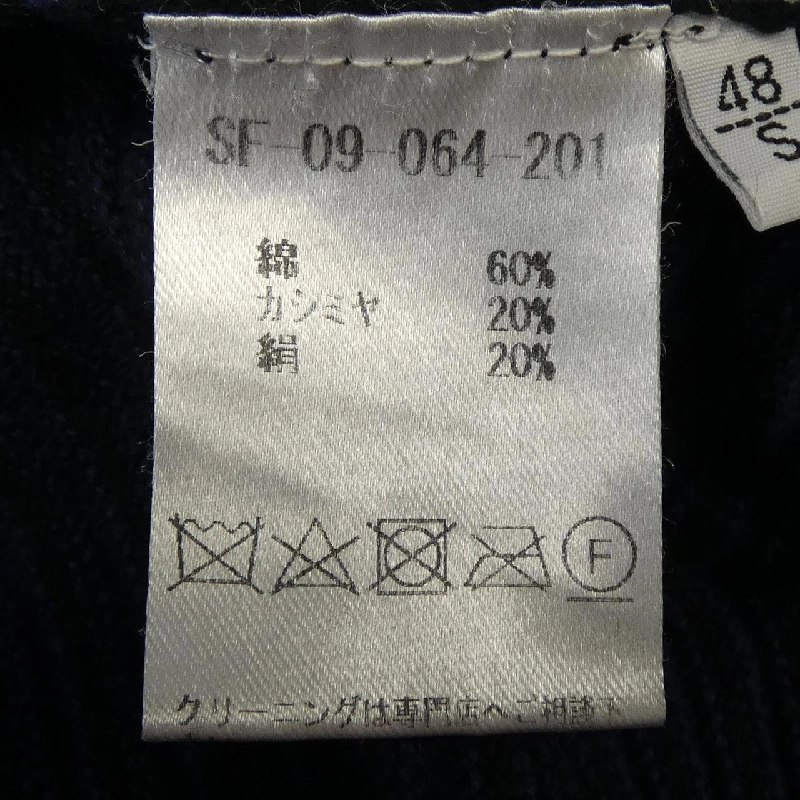 SF-09-064-201
48
S
綿 60%
カシミヤ 20%
絹 20%
F
クリーニングは専門店へご相談下